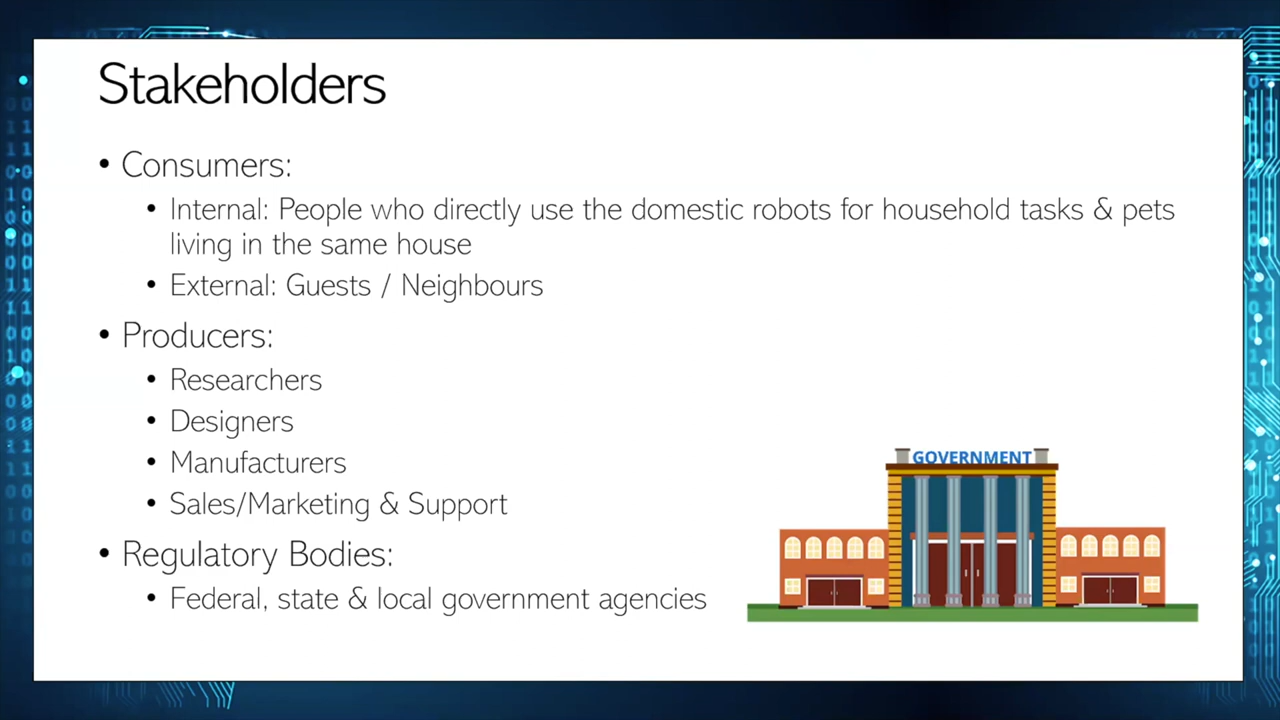 Stakeholders
• Consumers:
• Internal: People who directly use the domestic robots for household tasks & pets
living in the same house
• External: Guests / Neighbours
• Producers:
• Researchers
• Designers
• Manufacturers
• Sales/Marketing & Support
• Regulatory Bodies:
• Federal, state & local government agencies
GOVERNMENT